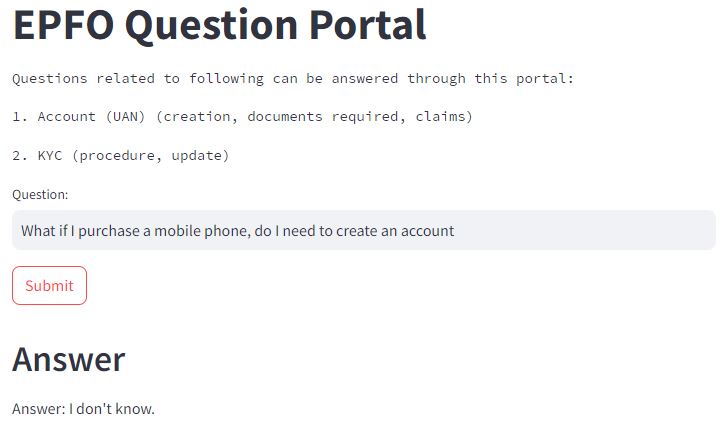 EPFO Question Portal
Questions related to following can be answered through this portal:
1. Account (UAN) (creation, documents required, claims)
2. KYC (procedure, update)
Question:
What if I purchase a mobile phone, do I need to create an account
Submit
Answer
Answer: I don't know.